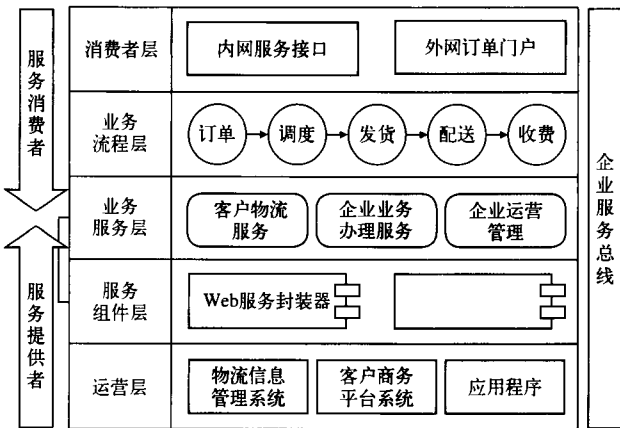 服务消费者
消费者层
内网服务接口
外网订单门户
业务
流程层
订单
调度
发货
配送
收费
业务
服务层
客户物流
服务
企业业务
办理服务
企业运营
管理
服务
组件层
Web服务封装器
服务提供者
运营层
物流信息
管理系统
客户商务
平台系统
应用程序
企业服务总线